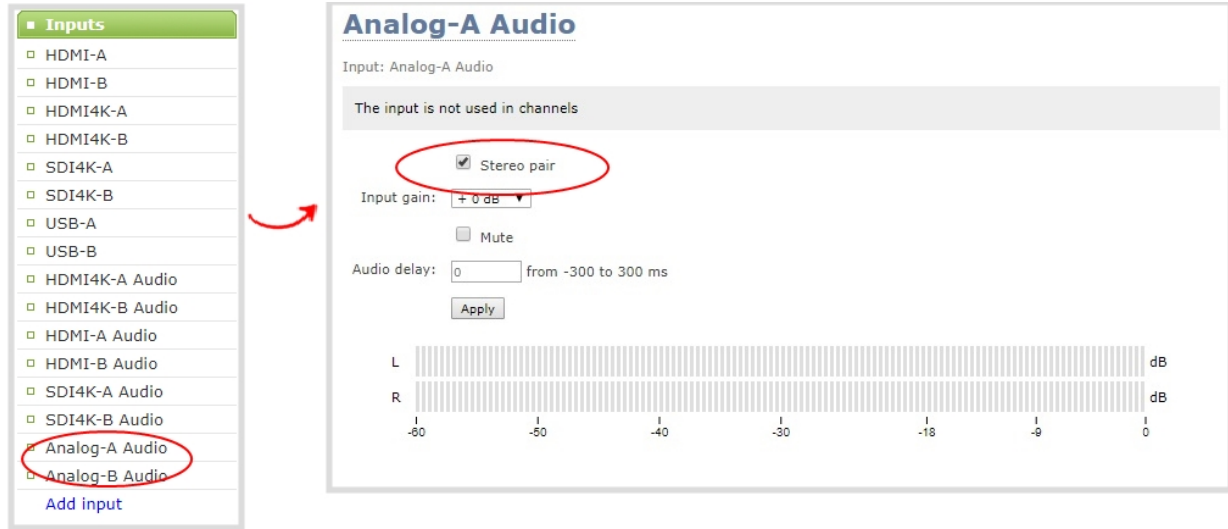 Inputs
HDMI-A
HDMI-B
HDMI4K-A
HDMI4K-B
SDI4K-A
SDI4K-B
USB-A
USB-B
HDMI4K-A Audio
HDMI4K-B Audio
HDMI-A Audio
HDMI-B Audio
SDI4K-A Audio
SDI4K-B Audio
Analog-A Audio
Analog-B Audio
Add input
Analog-A Audio
Input: Analog-A Audio
The input is not used in channels
Stereo pair
Input gain: + 0 dB
Mute
Audio delay: 0 from -300 to 300 ms
Apply
L dB
R dB
-60 -50 -40 -30 -18 -9 0